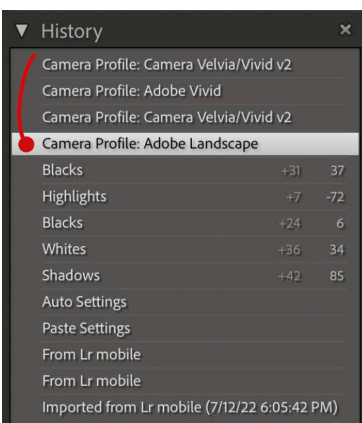 History
Camera Profile: Camera Velvia/Vivid v2
Camera Profile: Adobe Vivid
Camera Profile: Camera Velvia/Vivid v2
Camera Profile: Adobe Landscape
Blacks +31 37
Highlights +7 -72
Blacks +24 6
Whites +36 34
Shadows +42 85
Auto Settings
Paste Settings
From Lr mobile
From Lr mobile
Imported from Lr mobile (7/12/22 6:05:42 PM)